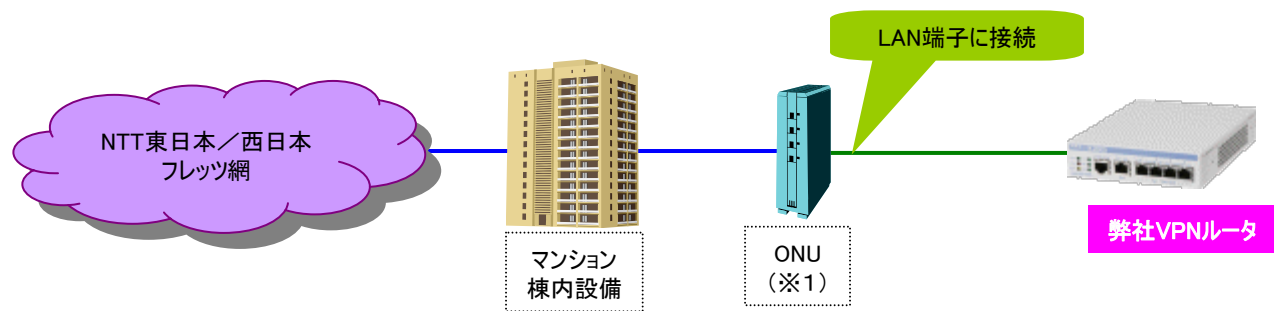 LAN端子に接続
NTT東日本／西日本
フレッツ網
マンション
棟内設備
ONU
（※１）
弊社VPNルータ